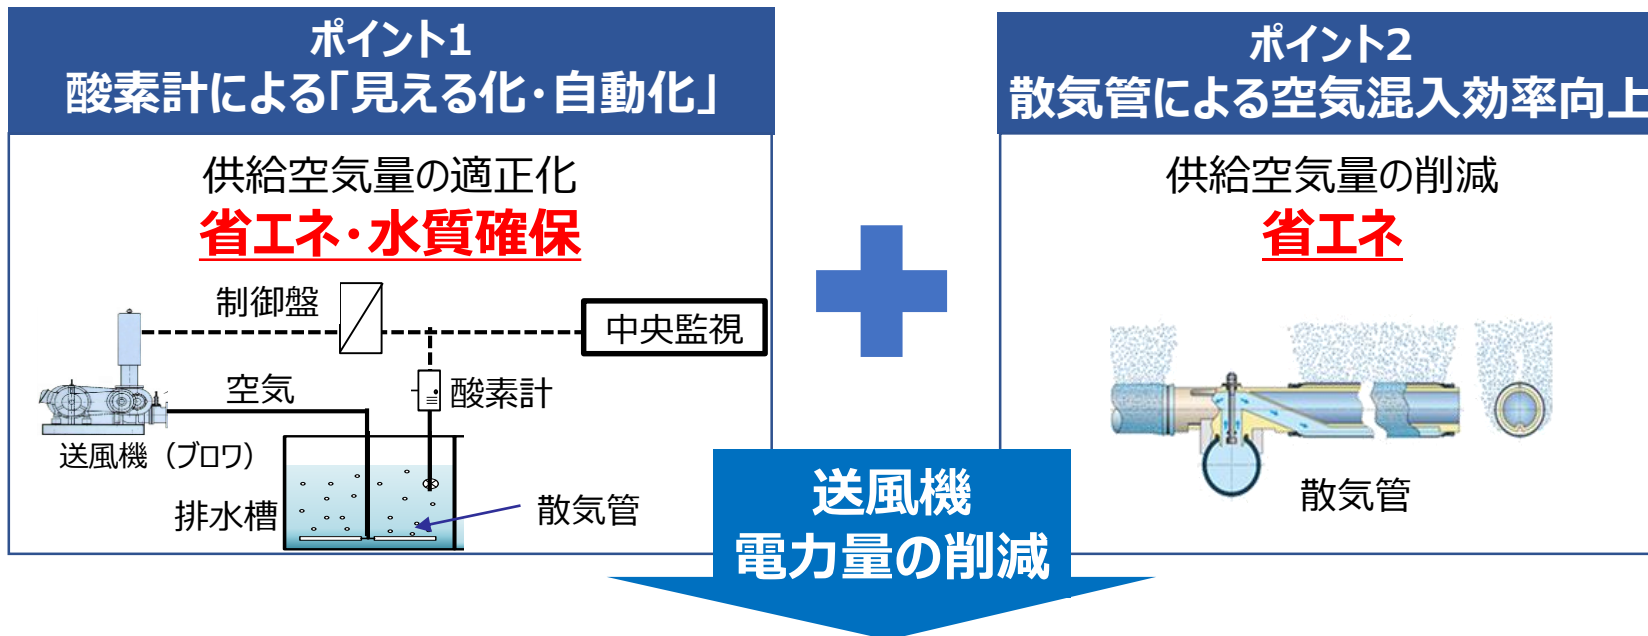 ポイント1
酸素計による「見える化・自動化」
供給空気量の適正化
省エネ・水質確保
制御盤
中央監視
酸素計
空気
送風機（ブロワ）
排水槽
散気管
ポイント2
散気管による空気混入効率向上
供給空気量の削減
省エネ
散気管
送風機
電力量の削減